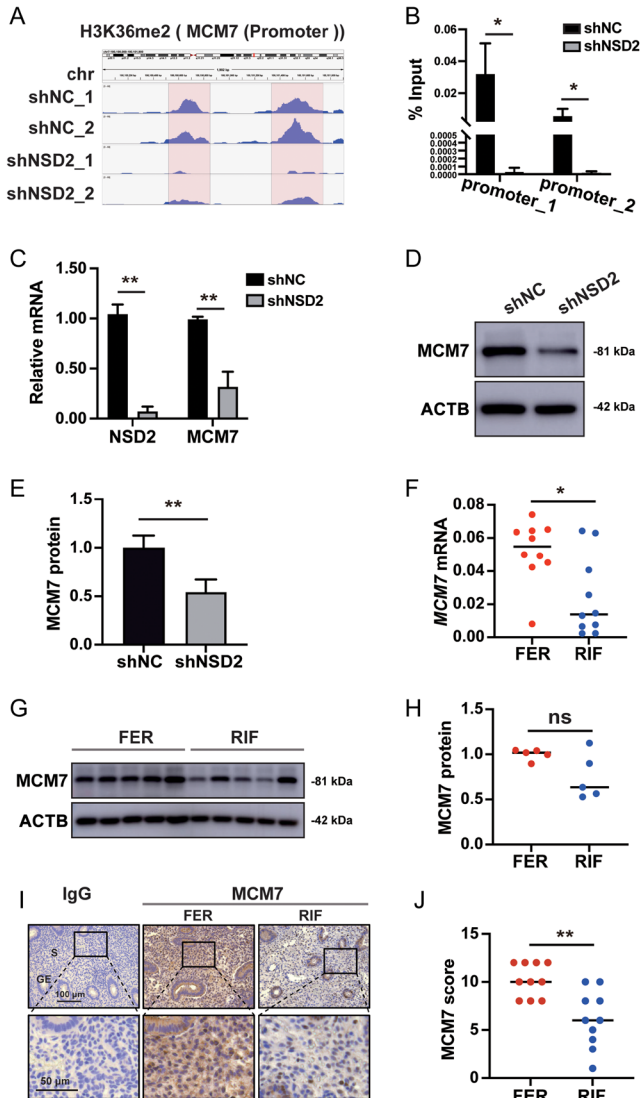 A
H3K36me2 ( MCM7 (Promoter ))
chr
shNC_1
shNC_2
shNSD2_1
shNSD2_2
B
shNC
shNSD2
% Input
0.06
0.04
0.02
0.0005
0.0004
0.0003
0.0002
0.0001
0.0000
*
*
promoter_1
promoter_2
C
shNC
shNSD2
Relative mRNA
1.50
1.00
0.50
0.00
**
**
NSD2
MCM7
D
shNC
shNSD2
MCM7
-81 kDa
ACTB
-42 kDa
E
MCM7 protein
1.5
1.0
0.5
0.0
**
shNC
shNSD2
F
MCM7 mRNA
0.08
0.06
0.04
0.02
0.00
*
FER
RIF
G
FER
RIF
MCM7
-81 kDa
ACTB
-42 kDa
H
MCM7 protein
1.5
1.0
0.5
0.0
ns
FER
RIF
I
IgG
MCM7
FER
RIF
S
GE
100 μm
50 μm
J
MCM7 score
15
10
5
0
**
FER
RIF